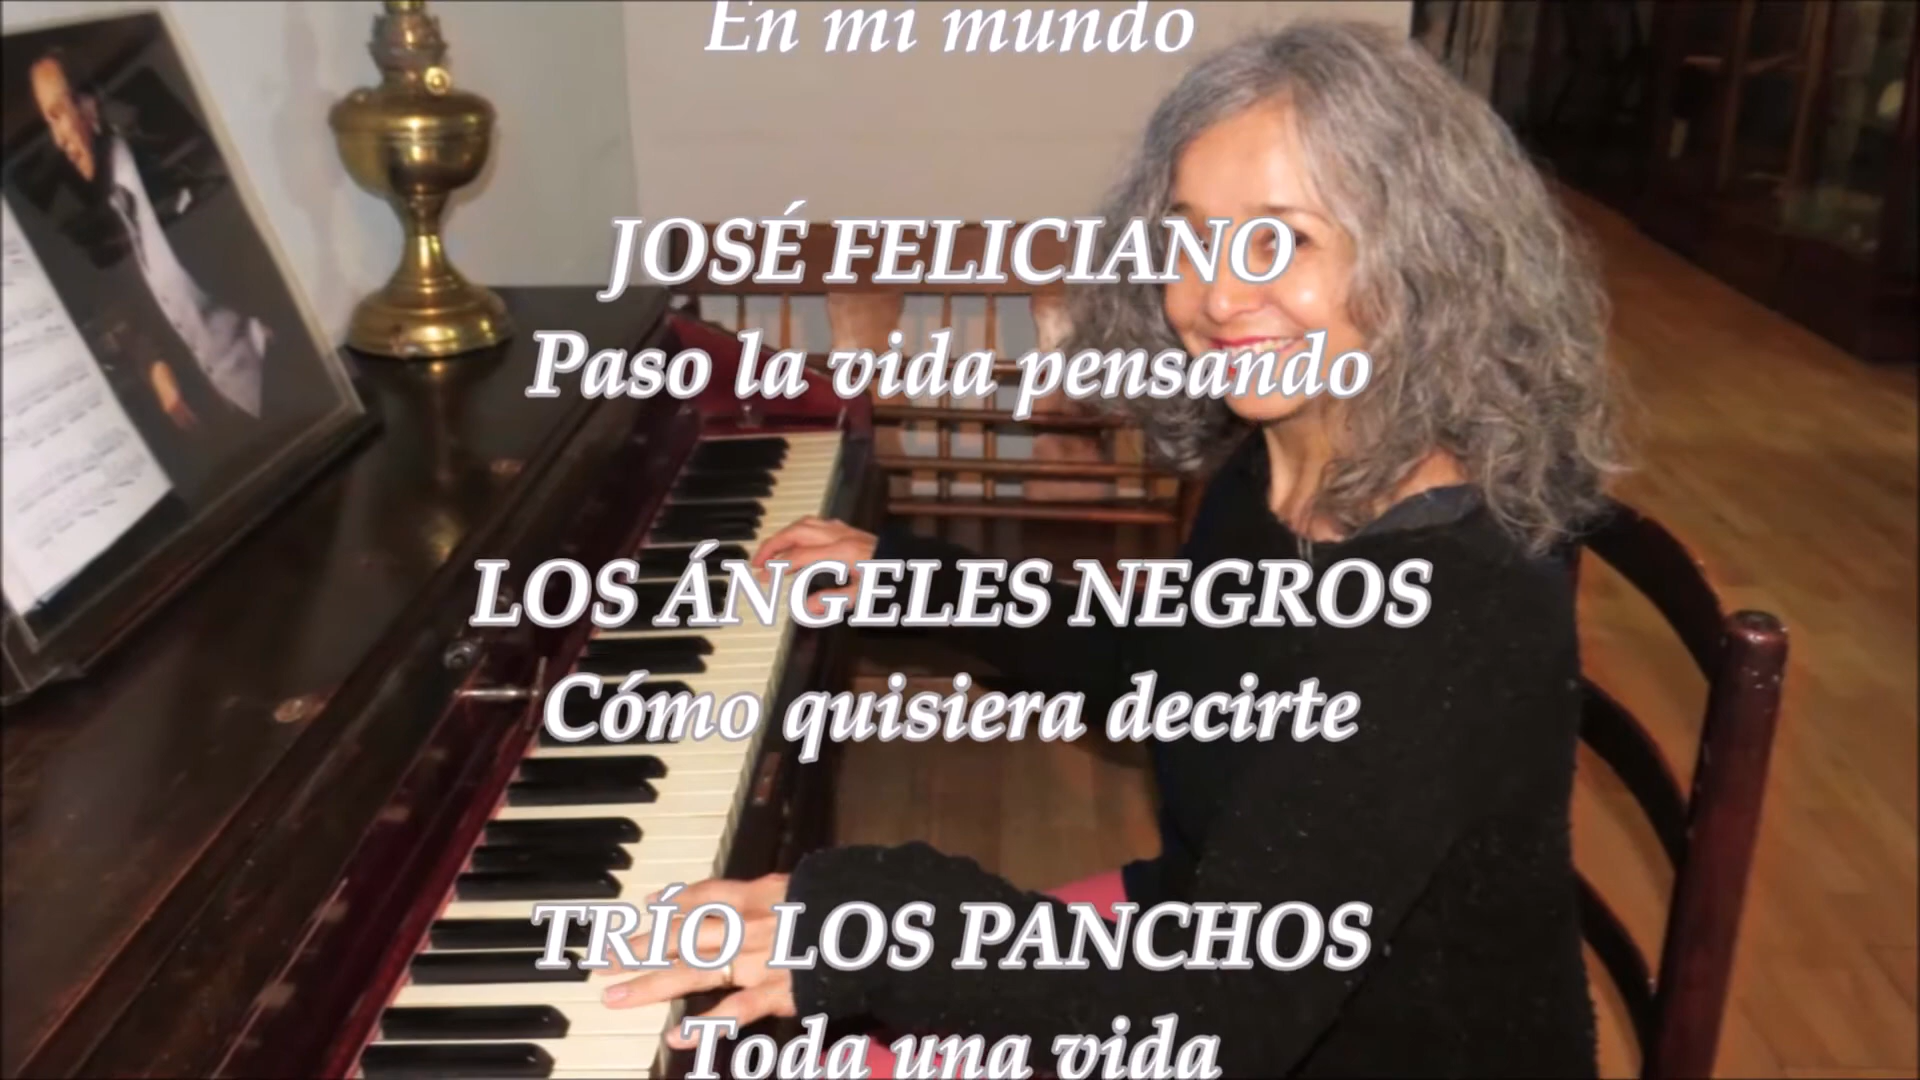 En mi mundo
JOSÉ FELICIANO
Paso la vida pensando
LOS ÁNGELES NEGROS
Cómo quisiera decirte
TRÍO LOS PANCHOS
Toda una vida